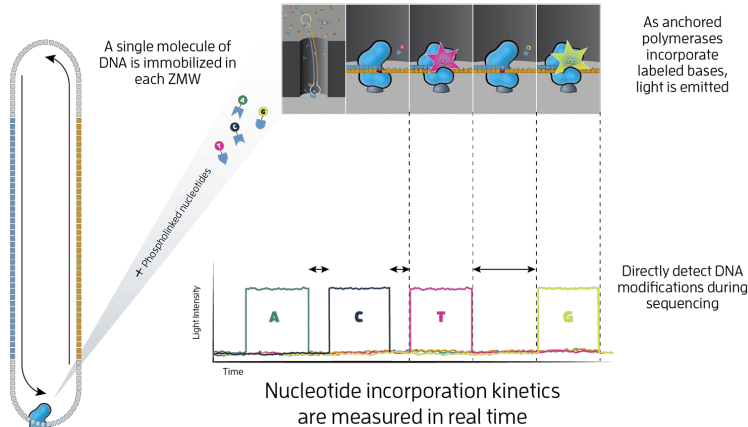 A single molecule of
DNA is immobilized in
each ZMW
As anchored
polymerases
incorporate
labeled bases,
light is emitted
A
G
C
T
+ Phospholinked nucleotides
Directly detect DNA
modifications during
sequencing
Light Intensity
A
C
T
G
Time
Nucleotide incorporation kinetics
are measured in real time